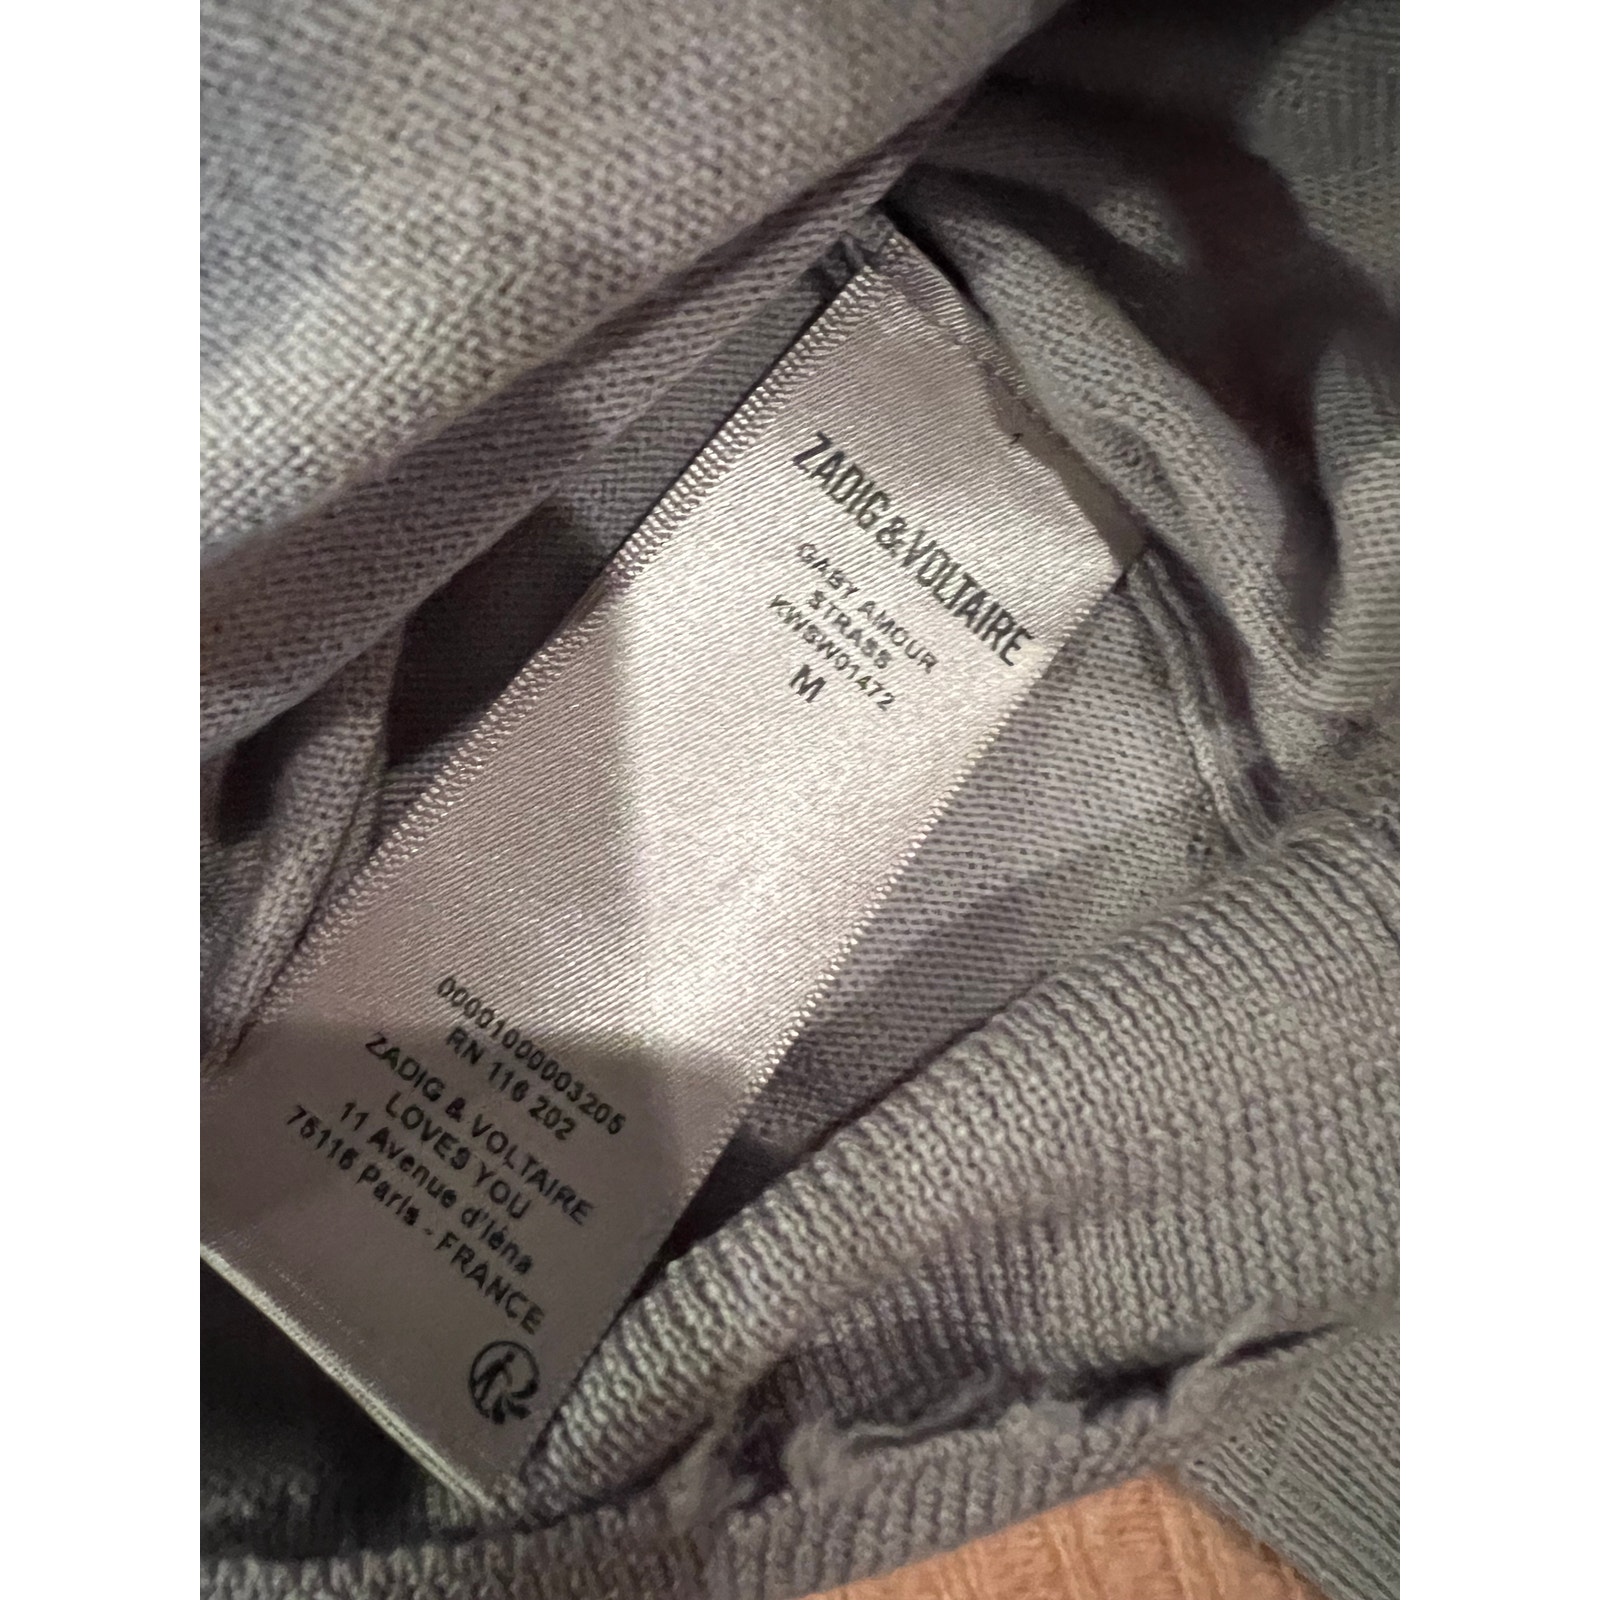 ZADIG & VOLTAIRE
GABY AMOUR
STRASS
KWSW01472
M
0000100003205
RN 116 202
ZADIG & VOLTAIRE
LOVES YOU
11 Avenue d'Iéna
75116 Paris - FRANCE